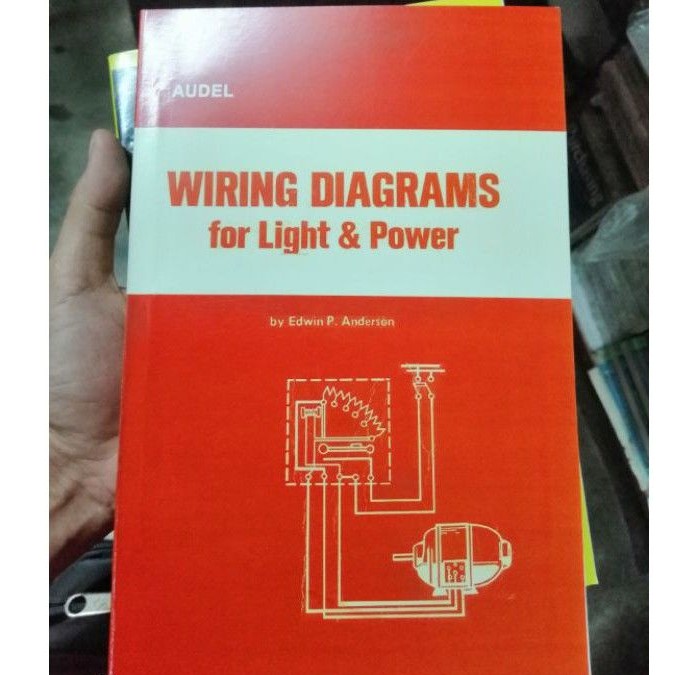 AUDEL
WIRING DIAGRAMS
for Light & Power
by Edwin P. Anderson